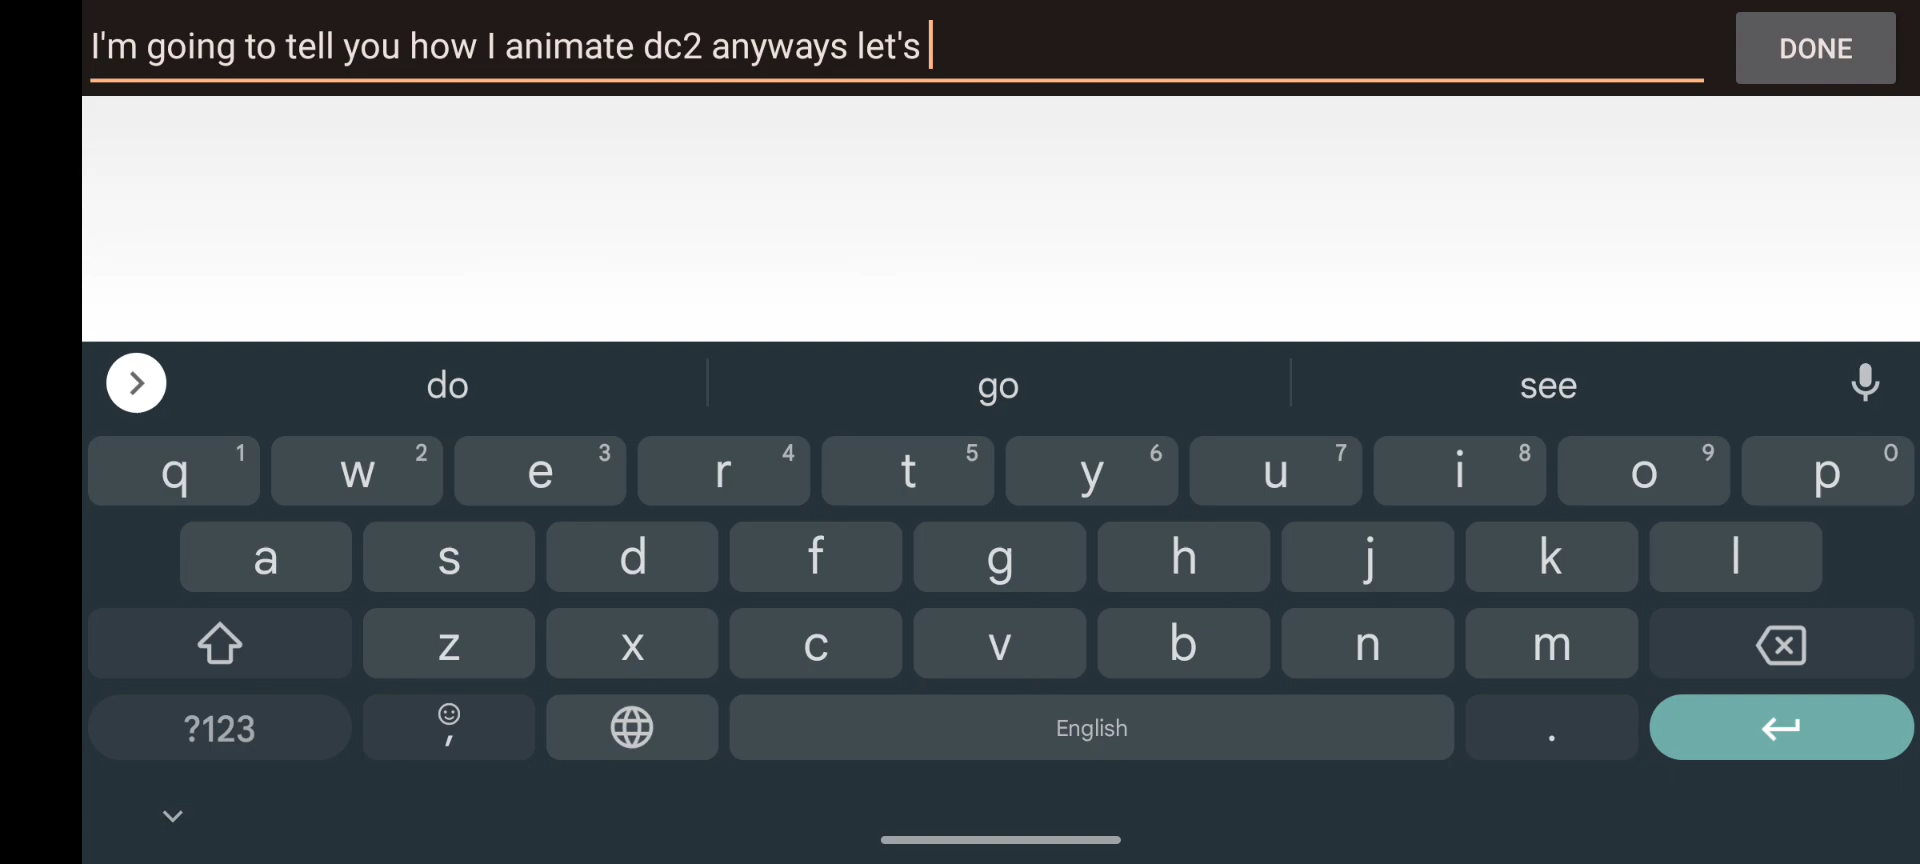 I'm going to tell you how I animate dc2 anyways let's
DONE
do go see
q 1 w 2 e 3 r 4 t 5 y 6 u 7 i 8 o 9 p 0
a s d f g h j k l
z x c v b n m
?123 , English .